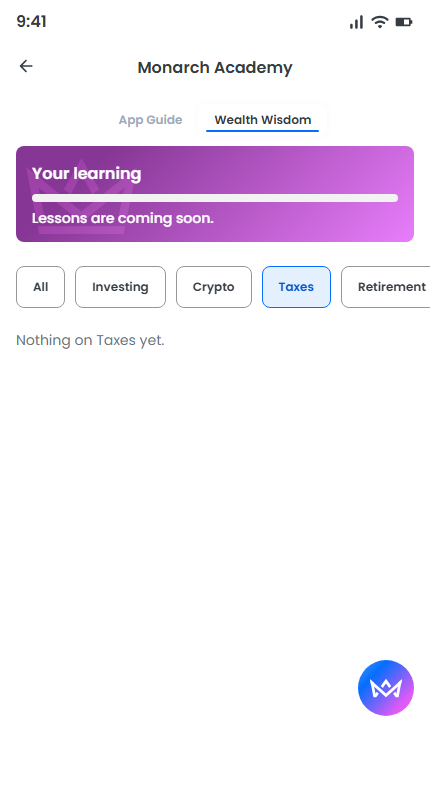 9:41
Monarch Academy
App Guide
Wealth Wisdom
Your learning
Lessons are coming soon.
All
Investing
Crypto
Taxes
Retirement
Nothing on Taxes yet.